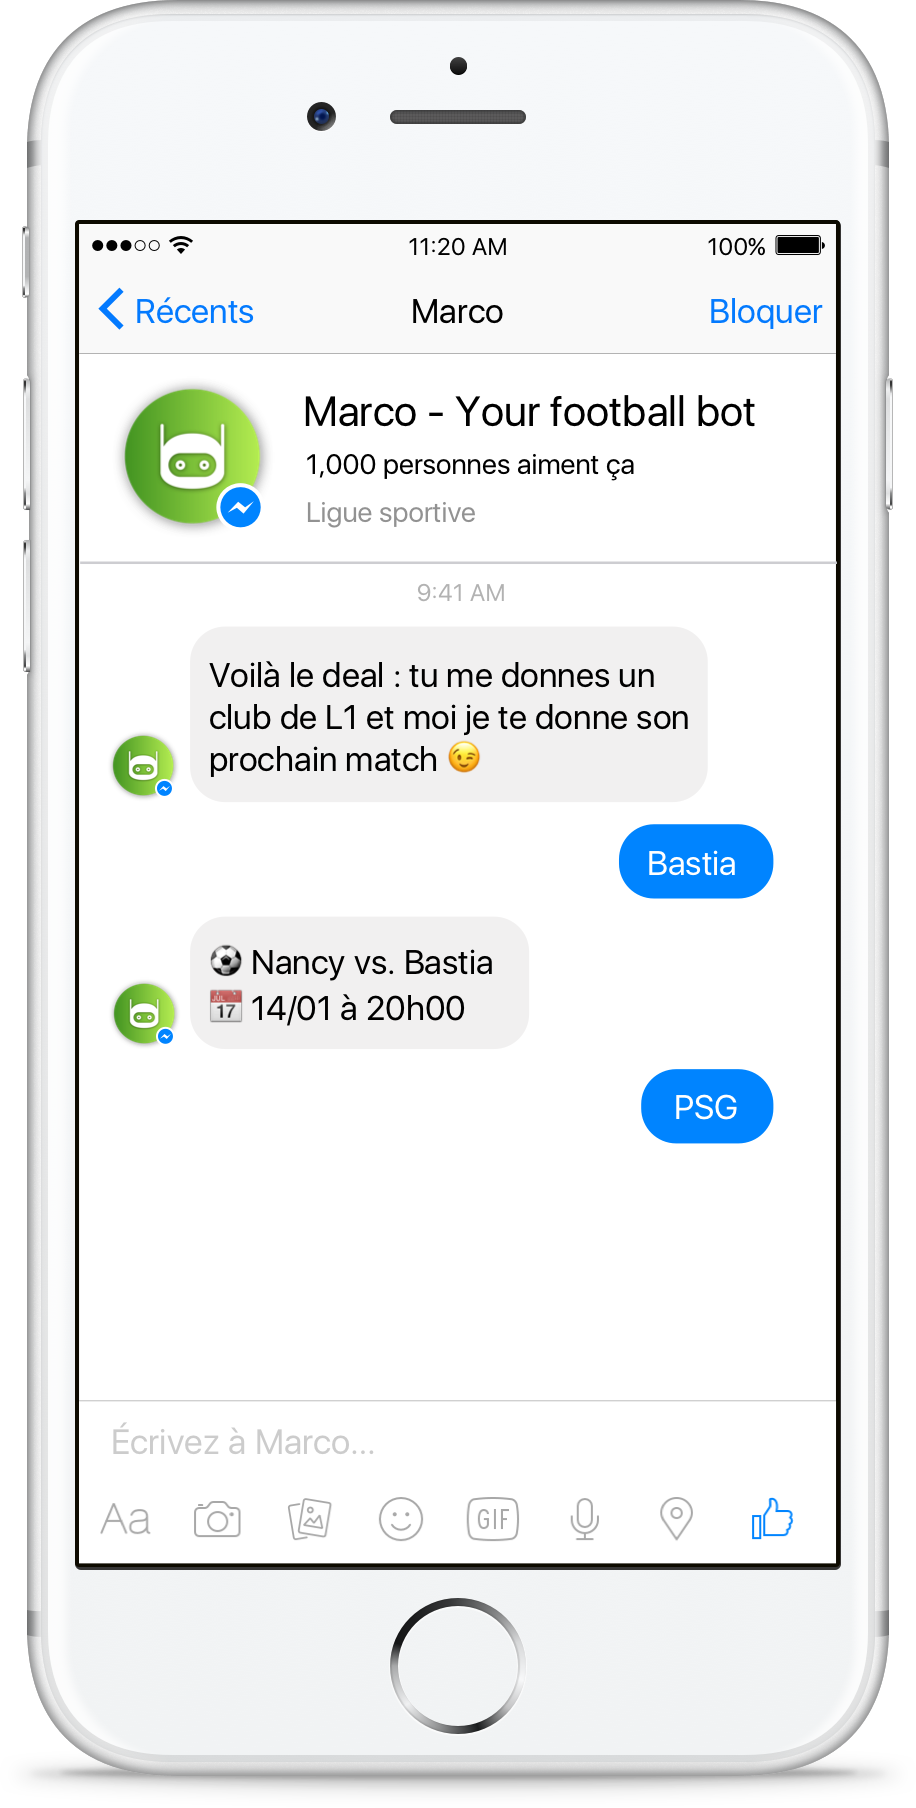 11:20 AM
100%
Récents
Marco
Bloquer
Marco - Your football bot
1,000 personnes aiment ça
Ligue sportive
9:41 AM
Voilà le deal : tu me donnes un
club de L1 et moi je te donne son
prochain match 😉
Bastia
⚽ Nancy vs. Bastia
📅 14/01 à 20h00
JUL
17
PSG
Écrivez à Marco...
Aa
GIF